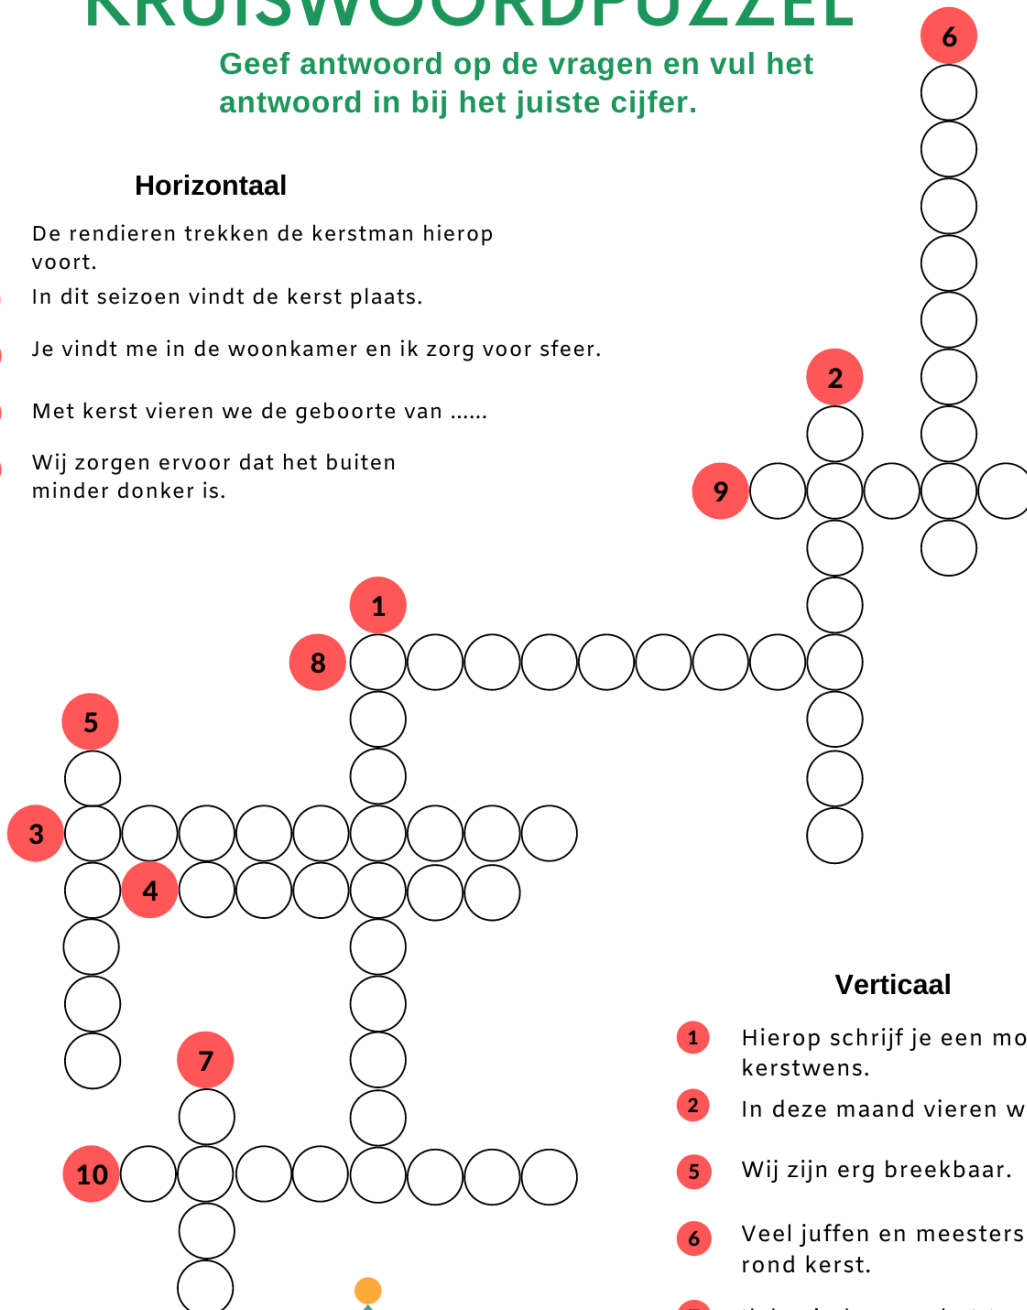 KRUISWOORDPUZZEL
Geef antwoord op de vragen en vul het
antwoord in bij het juiste cijfer.
6
Horizontaal
De rendieren trekken de kerstman hierop
voort.
In dit seizoen vindt de kerst plaats.
Je vindt me in de woonkamer en ik zorg voor sfeer.
2
Met kerst vieren we de geboorte van ......
Wij zorgen ervoor dat het buiten
minder donker is.
9
1
8
5
3
4
7
10
Verticaal
1 Hierop schrijf je een mo
kerstwens.
2 In deze maand vieren w
5 Wij zijn erg breekbaar.
6 Veel juffen en meesters
rond kerst.